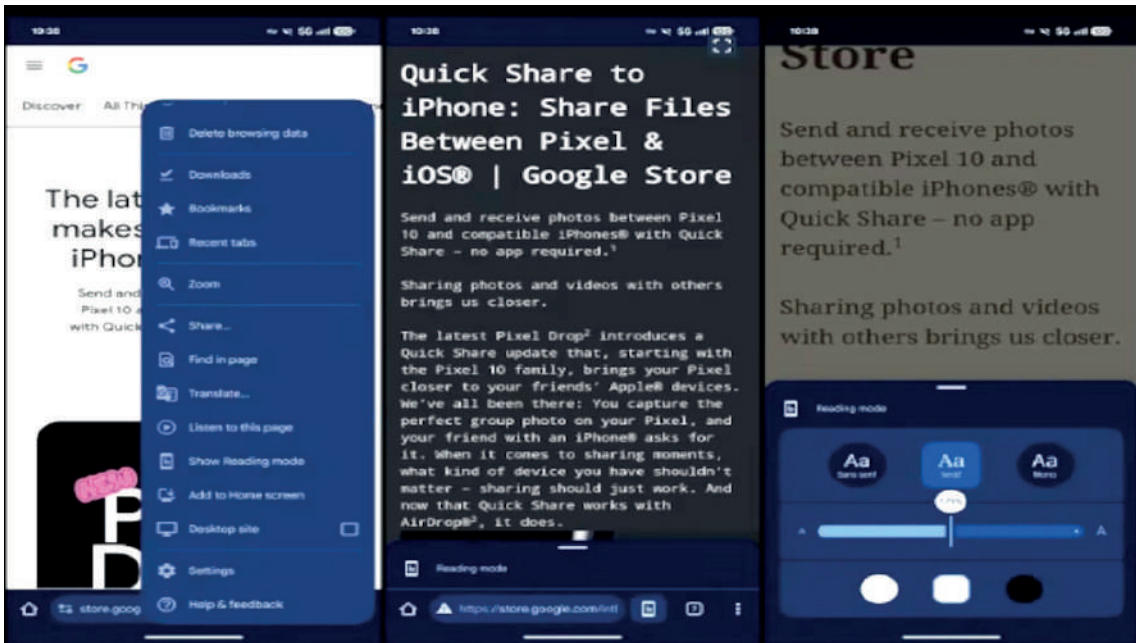 10:38
5G
G
Discover All Thi
The lat
makes
iPhor
Send and
Pixel 10 a
with Quick
NEW
P
D
Delete browsing data
Downloads
Bookmarks
Recent tabs
Zoom
Share...
Find in page
Translate...
Listen to this page
Show Reading mode
Add to Home screen
Desktop site
Settings
Help & feedback
store.goog
10:38
5G
Quick Share to
iPhone: Share Files
Between Pixel &
iOS® | Google Store
Send and receive photos between Pixel
10 and compatible iPhones® with Quick
Share – no app required.¹
Sharing photos and videos with others
brings us closer.
The latest Pixel Drop² introduces a
Quick Share update that, starting with
the Pixel 10 family, brings your Pixel
closer to your friends' Apple® devices.
We've all been there: You capture the
perfect group photo on your Pixel, and
your friend with an iPhone® asks for
it. When it comes to sharing moments,
what kind of device you have shouldn't
matter – sharing should just work. And
now that Quick Share works with
AirDrop®³, it does.
Reading mode
https://store.google.com/intl
10:38
5G
Store
Send and receive photos
between Pixel 10 and
compatible iPhones® with
Quick Share – no app
required.¹
Sharing photos and videos
with others brings us closer.
Reading mode
Aa Aa Aa
Sans serif Serif Mono
A A